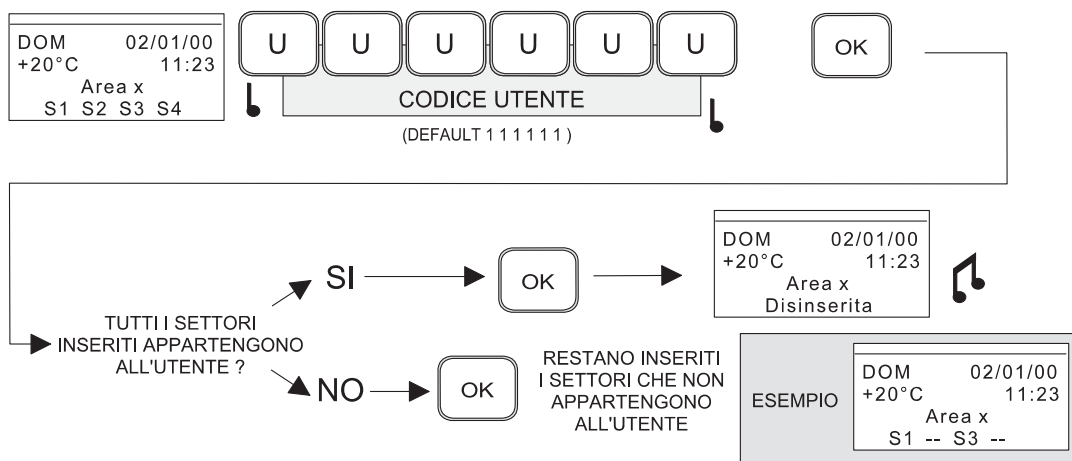 DOM 02/01/00
+20°C 11:23
Area x
S1 S2 S3 S4
U U U U U U
CODICE UTENTE
(DEFAULT 1 1 1 1 1 1 )
OK
TUTTI I SETTORI
INSERITI APPARTENGONO
ALL'UTENTE ?
SI
OK
DOM 02/01/00
+20°C 11:23
Area x
Disinserita
NO
OK
RESTANO INSERITI
I SETTORI CHE NON
APPARTENGONO
ALL'UTENTE
ESEMPIO
DOM 02/01/00
+20°C 11:23
Area x
S1 -- S3 --